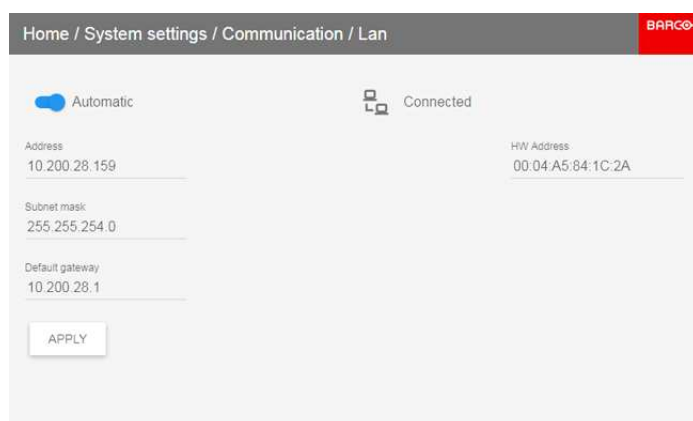 Home / System settings / Communication / Lan
BARCO
Automatic
Connected
Address
10.200.28.159
HW Address
00:04:A5:84:1C:2A
Subnet mask
255.255.254.0
Default gateway
10.200.28.1
APPLY